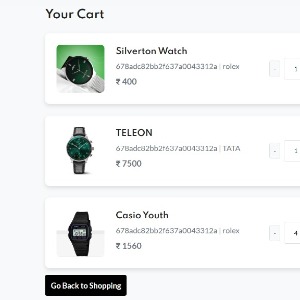 Your Cart
Silverton Watch
678adc82bb2f637a0043312a | rolex
₹ 400
-
1
TELEON
678adc82bb2f637a0043312a | TATA
₹ 7500
-
1
Casio Youth
678adc82bb2f637a0043312a | rolex
₹ 1560
-
4
Go Back to Shopping